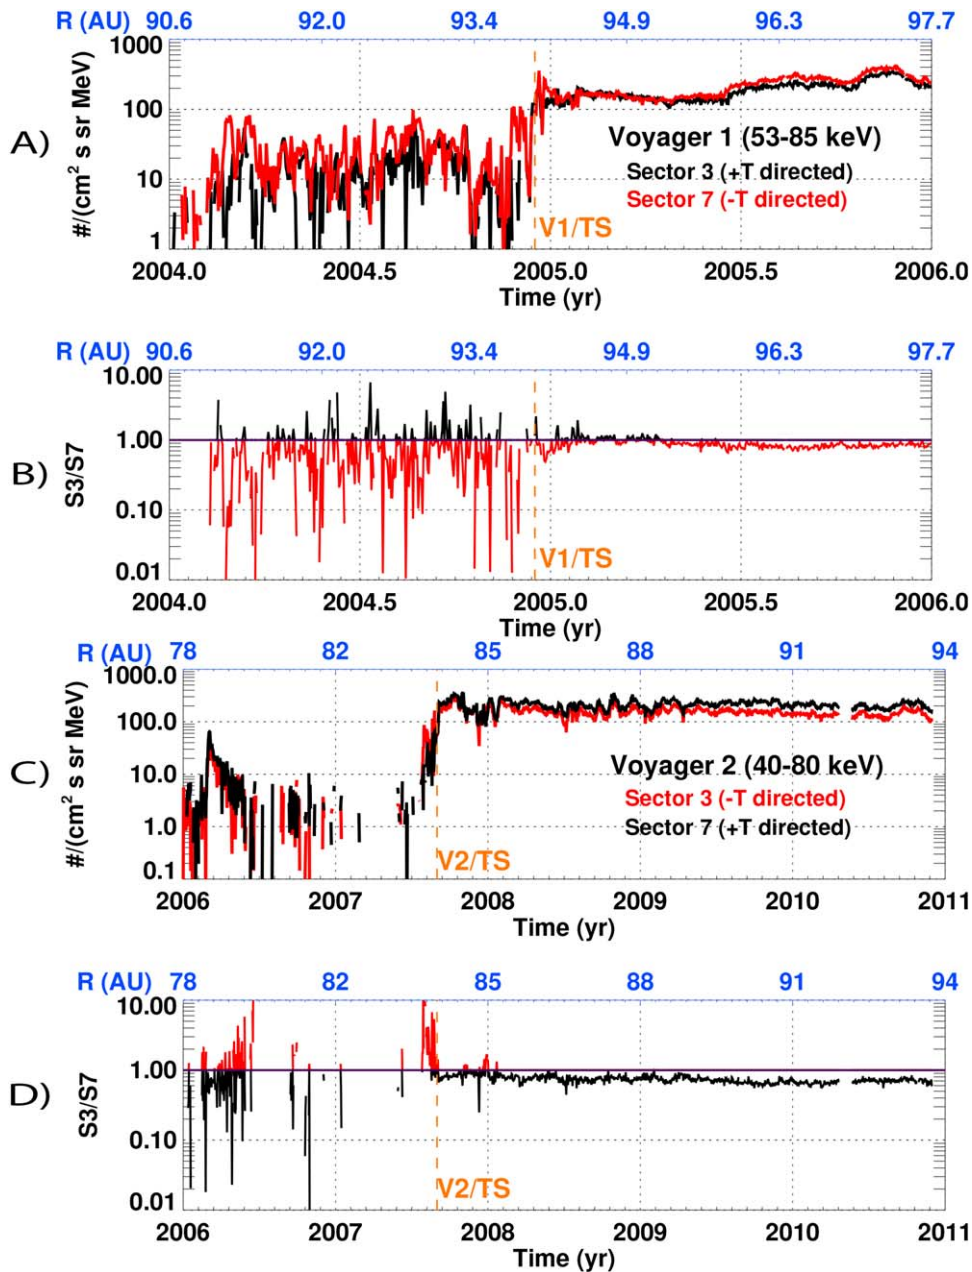 R (AU) 90.6 92.0 93.4 94.9 96.3 97.7
A)
#/(cm² s sr MeV)
1000
100
10
1
Voyager 1 (53-85 keV)
Sector 3 (+T directed)
Sector 7 (-T directed)
V1/TS
2004.0 2004.5 2005.0 2005.5 2006.0
Time (yr)
R (AU) 90.6 92.0 93.4 94.9 96.3 97.7
B)
S3/S7
10.00
1.00
0.10
0.01
V1/TS
2004.0 2004.5 2005.0 2005.5 2006.0
Time (yr)
R (AU) 78 82 85 88 91 94
C)
#/(cm² s sr MeV)
1000.0
100.0
10.0
1.0
0.1
Voyager 2 (40-80 keV)
Sector 3 (-T directed)
Sector 7 (+T directed)
V2/TS
2006 2007 2008 2009 2010 2011
Time (yr)
R (AU) 78 82 85 88 91 94
D)
S3/S7
10.00
1.00
0.10
0.01
V2/TS
2006 2007 2008 2009 2010 2011
Time (yr)